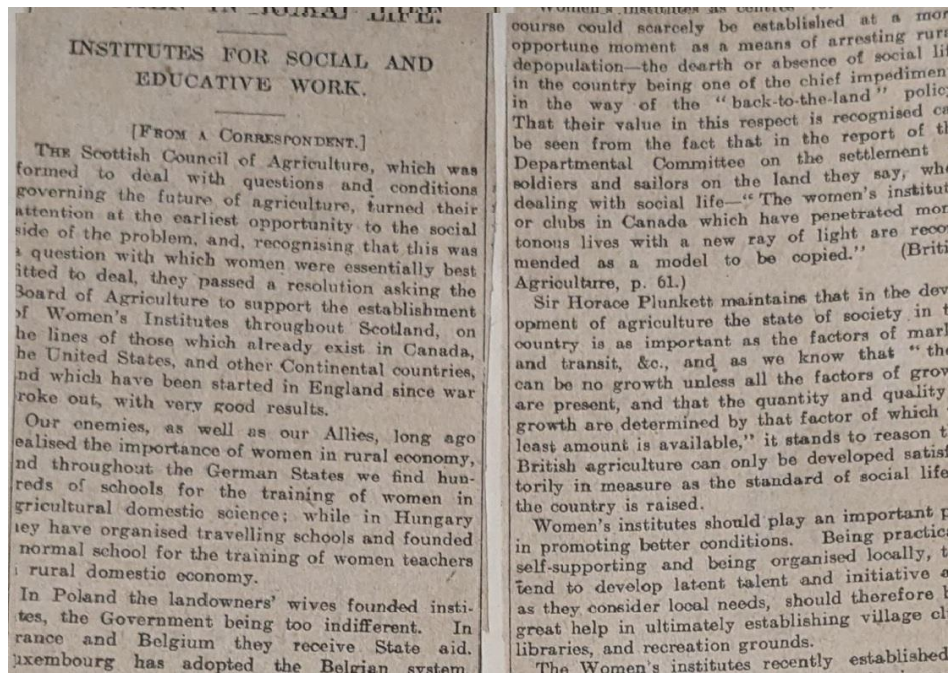 LIFE.
INSTITUTES FOR SOCIAL AND
EDUCATIVE WORK.
[FROM A CORRESPONDENT.]
THE Scottish Council of Agriculture, which was
formed to deal with questions and conditions
governing the future of agriculture, turned their
attention at the earliest opportunity to the social
side of the problem, and, recognising that this was
a question with which women were essentially best
itted to deal, they passed a resolution asking the
Board of Agriculture to support the establishment
of Women's Institutes throughout Scotland, on
he lines of those which already exist in Canada,
he United States, and other Continental countries,
nd which have been started in England since war
roke out, with very good results.
Our enemies, as well as our Allies, long ago
ealised the importance of women in rural economy,
nd throughout the German States we find hun-
reds of schools for the training of women in
gricultural domestic science; while in Hungary
hey have organised travelling schools and founded
normal school for the training of women teachers
rural domestic economy.
In Poland the landowners' wives founded insti-
tes, the Government being too indifferent. In
rance and Belgium they receive State aid.
uxembourg has adopted the Belgian system
Women's institutes as
course could scarcely be established at a mor
opportune moment as a means of arresting rura
depopulation—the dearth or absence of social lif
in the country being one of the chief impedimen
in the way of the "back-to-the-land" policy
That their value in this respect is recognised ca
be seen from the fact that in the report of th
Departmental Committee on the settlement
soldiers and sailors on the land they say, whe
dealing with social life—"The women's institut
or clubs in Canada which have penetrated mon
tonous lives with a new ray of light are reco
mended as a model to be copied." (Briti
Agriculture, p. 61.)
Sir Horace Plunkett maintains that in the dev
opment of agriculture the state of society in t
country is as important as the factors of mark
and transit, &c., and as we know that "the
can be no growth unless all the factors of grow
are present, and that the quantity and quality
growth are determined by that factor of which
least amount is available," it stands to reason t
British agriculture can only be developed satisf
torily in measure as the standard of social life
the country is raised.
Women's institutes should play an important p
in promoting better conditions. Being practica
self-supporting and being organised locally, t
tend to develop latent talent and initiative a
as they consider local needs, should therefore b
great help in ultimately establishing village cl
libraries, and recreation grounds.
The Women's institutes recently established